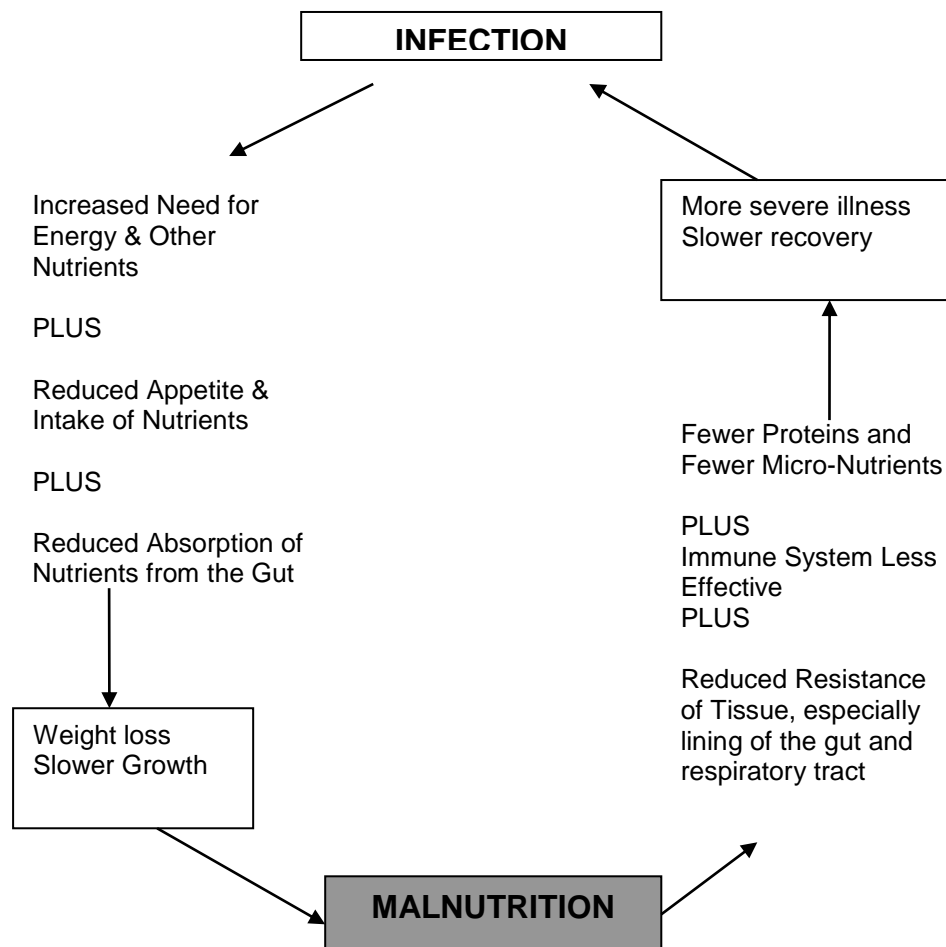 INFECTION
Increased Need for
Energy & Other
Nutrients
PLUS
Reduced Appetite &
Intake of Nutrients
PLUS
Reduced Absorption of
Nutrients from the Gut
Weight loss
Slower Growth
MALNUTRITION
More severe illness
Slower recovery
Fewer Proteins and
Fewer Micro-Nutrients
PLUS
Immune System Less
Effective
PLUS
Reduced Resistance
of Tissue, especially
lining of the gut and
respiratory tract